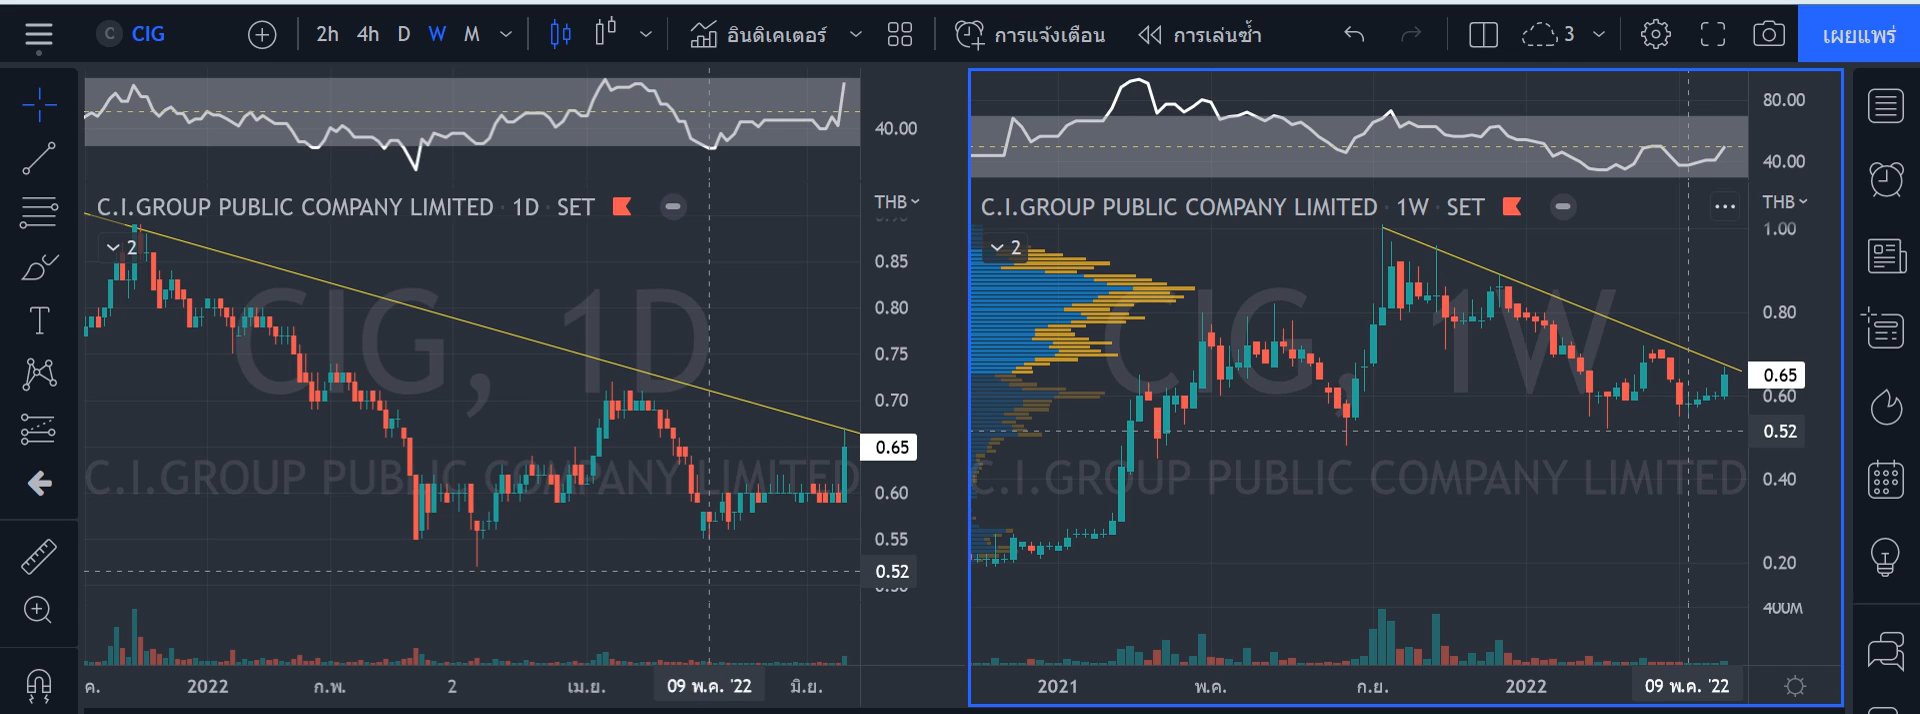 C CIG 2h 4h D W M อินดิเคเตอร์ การแจ้งเตือน การเล่นซ้ำ 3 เผยแพร่
40.00
C.I.GROUP PUBLIC COMPANY LIMITED · 1D · SET
THB
2
0.85
0.80
0.75
0.70
0.65
0.60
0.55
0.52
0.50
CIG, 1D
C.I.GROUP PUBLIC COMPANY LIMITED
ค. 2022 ก.พ. 2 เม.ย. 09 พ.ค. '22 มิ.ย.
80.00
40.00
C.I.GROUP PUBLIC COMPANY LIMITED · 1W · SET
THB
2
1.00
0.80
0.65
0.60
0.52
0.40
0.20
400M
CIG, 1W
C.I.GROUP PUBLIC COMPANY LIMITED
2021 พ.ค. ก.ย. 2022 09 พ.ค. '22